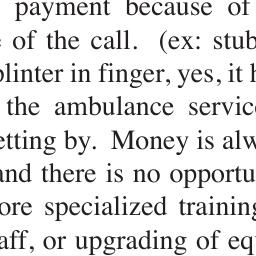 payment because of
of the call. (ex: stub
splinter in finger, yes, it h
the ambulance servic
etting by. Money is alw
and there is no opportu
ore specialized training
aff, or upgrading of eq